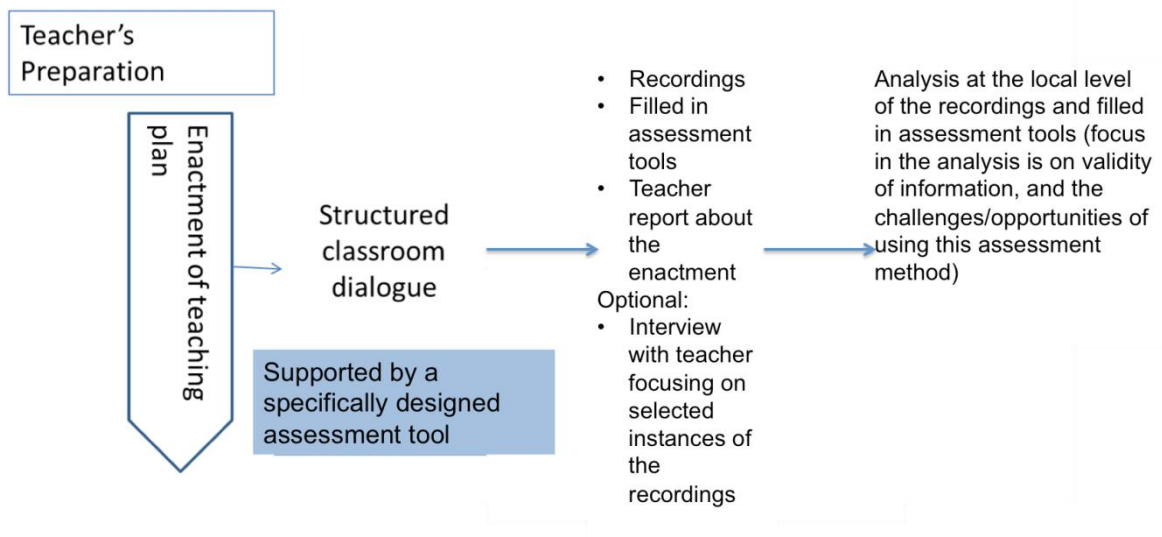 Teacher's
Preparation
Enactment of teaching
plan
Structured
classroom
dialogue
Supported by a
specifically designed
assessment tool
• Recordings
• Filled in
assessment
tools
• Teacher
report about
the
enactment
Optional:
• Interview
with teacher
focusing on
selected
instances of
the
recordings
Analysis at the local level
of the recordings and filled
in assessment tools (focus
in the analysis is on validity
of information, and the
challenges/opportunities of
using this assessment
method)